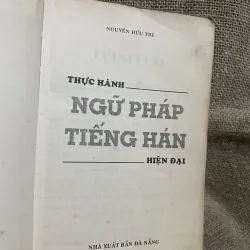 NGUYỄN HỮU TRÍ
THỰC HÀNH
NGỮ PHÁP
TIẾNG HÁN
HIỆN ĐẠI
NHÀ XUẤT BẢN ĐÀ NẴNG